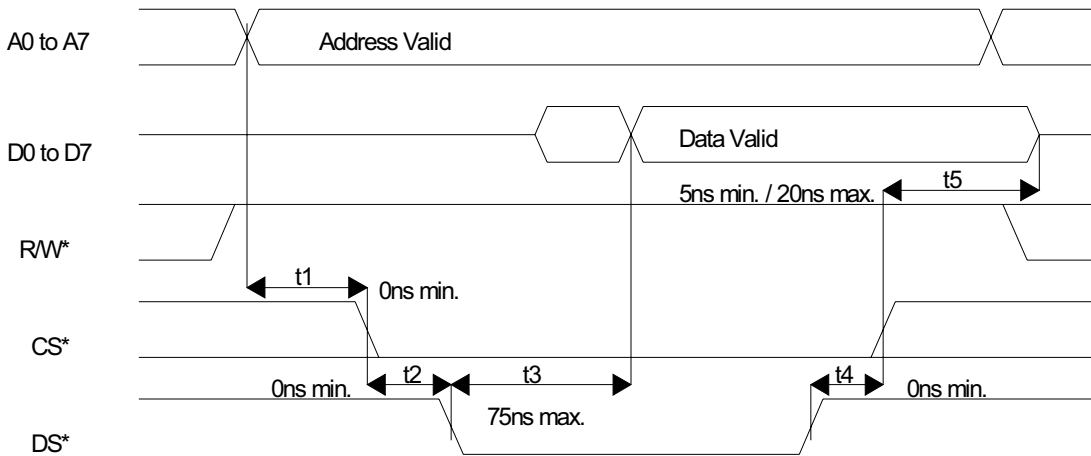 A0 to A7
Address Valid
D0 to D7
Data Valid
5ns min. / 20ns max.
t5
R/W*
t1
0ns min.
CS*
0ns min.
t2
t3
t4
0ns min.
75ns max.
DS*